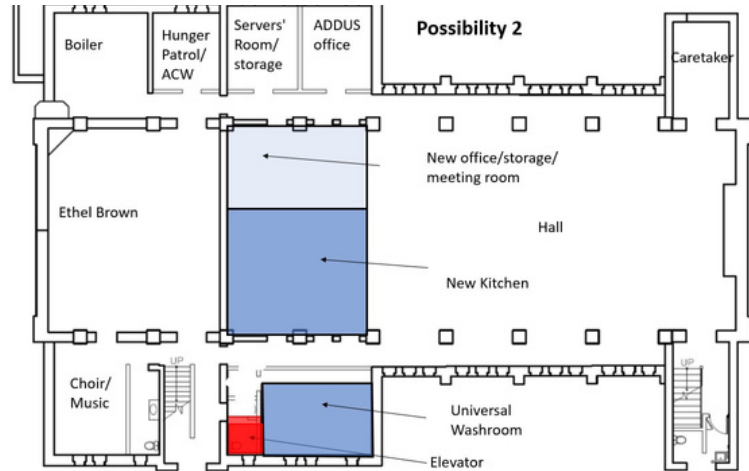 Possibility 2
Boiler
Hunger
Patrol/
ACW
Servers'
Room/
storage
ADDUS
office
Caretaker
New office/storage/
meeting room
Ethel Brown
Hall
New Kitchen
UP
UP
Choir/
Music
Universal
Washroom
Elevator